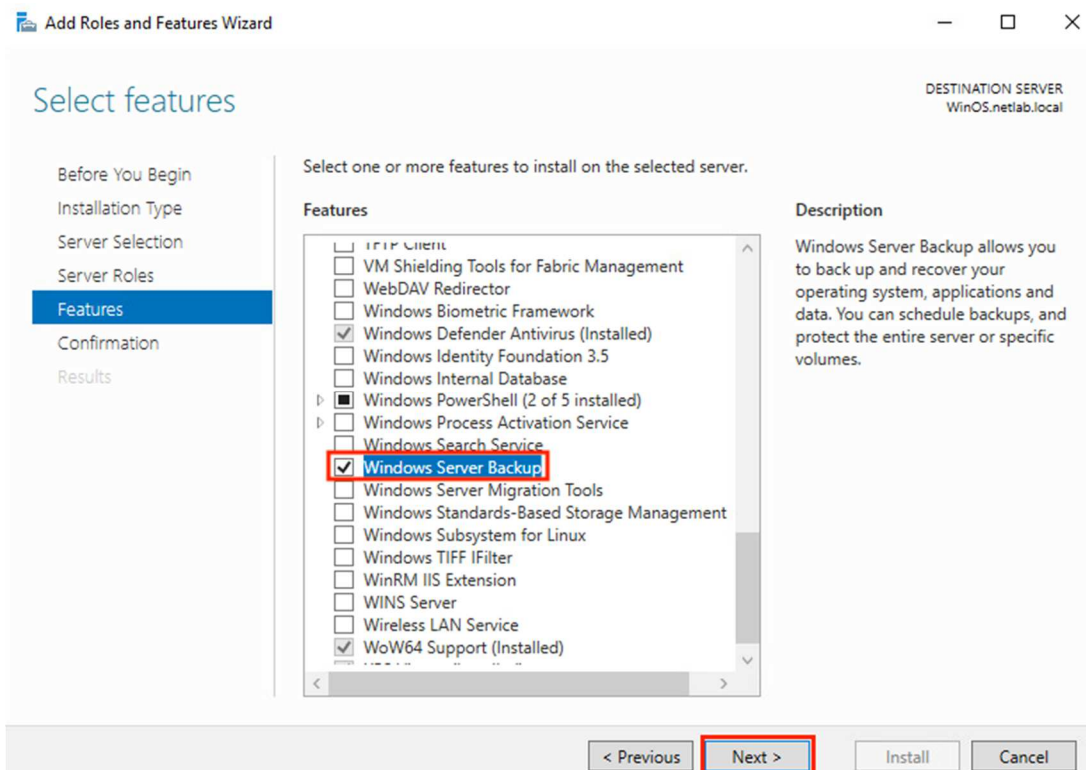 Add Roles and Features Wizard
Select features
DESTINATION SERVER
WinOS.netlab.local
Before You Begin
Installation Type
Server Selection
Server Roles
Features
Confirmation
Results
Select one or more features to install on the selected server.
Features
TFTP Client
VM Shielding Tools for Fabric Management
WebDAV Redirector
Windows Biometric Framework
Windows Defender Antivirus (Installed)
Windows Identity Foundation 3.5
Windows Internal Database
Windows PowerShell (2 of 5 installed)
Windows Process Activation Service
Windows Search Service
Windows Server Backup
Windows Server Migration Tools
Windows Standards-Based Storage Management
Windows Subsystem for Linux
Windows TIFF IFilter
WinRM IIS Extension
WINS Server
Wireless LAN Service
WoW64 Support (Installed)
Description
Windows Server Backup allows you
to back up and recover your
operating system, applications and
data. You can schedule backups, and
protect the entire server or specific
volumes.
< Previous
Next >
Install
Cancel